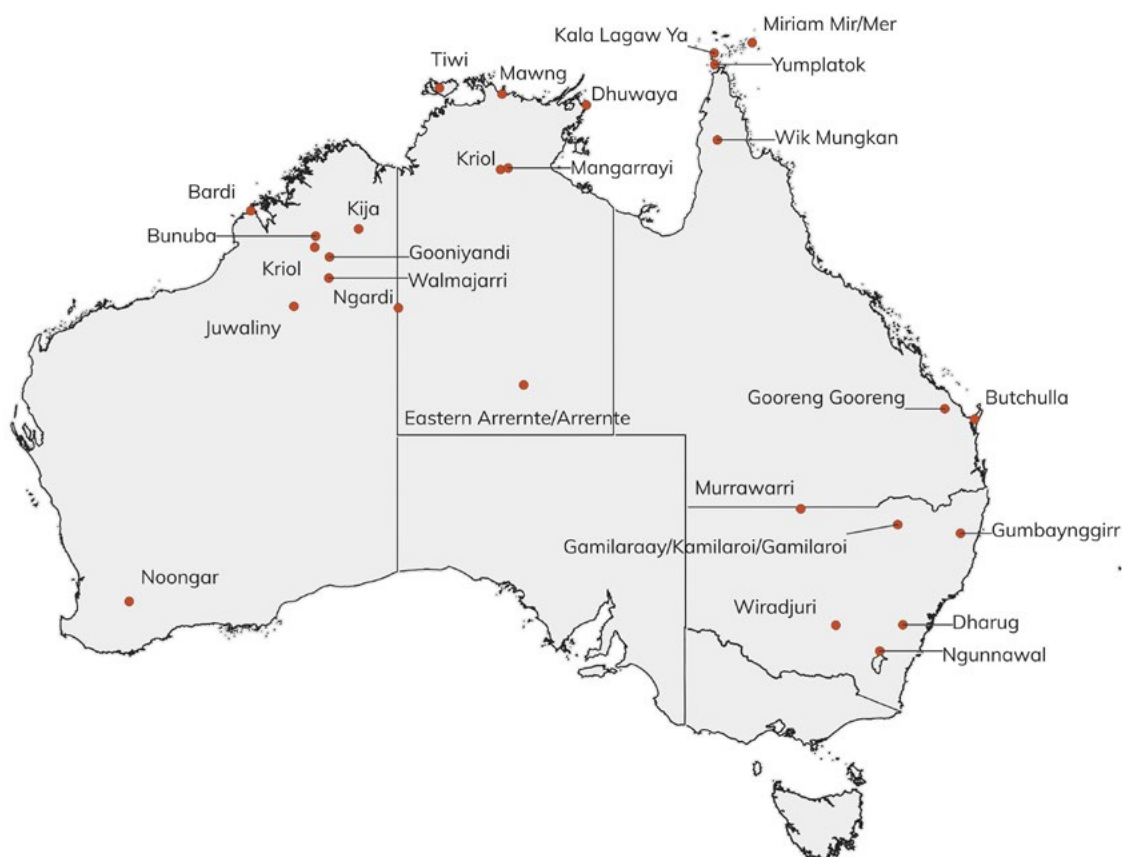 Miriam Mir/Mer
Kala Lagaw Ya
Yumplatok
Tiwi
Mawng
Dhuwaya
Wik Mungkan
Kriol
Mangarrayi
Bardi
Kija
Bunuba
Gooniyandi
Kriol
Walmajarri
Ngardi
Juwaliny
Gooreng Gooreng
Butchulla
Eastern Arrernte/Arrernte
Murrawarri
Gumbaynggirr
Gamilaraay/Kamilaroi/Gamilaroi
Noongar
Wiradjuri
Dharug
Ngunnawal